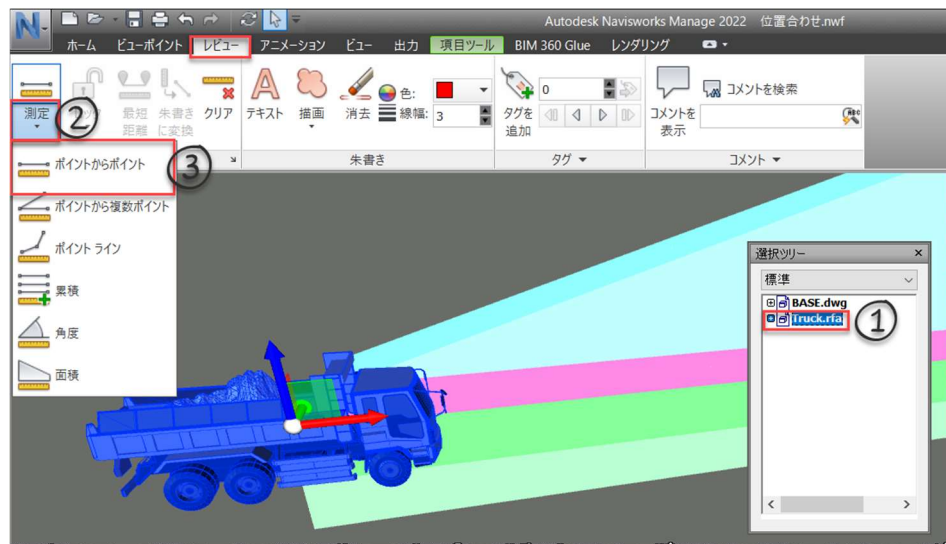 Autodesk Navisworks Manage 2022 位置合わせ.nwf
ホーム ビューポイント レビュー アニメーション ビュー 出力 項目ツール BIM 360 Glue レンダリング
測定 最短距離 朱書きに変換 クリア テキスト 描画 消去 色: 線幅: 3 タグを追加 0 コメントを表示 コメントを検索
朱書き タグ コメント
②
ポイントからポイント
③
ポイントから複数ポイント
ポイント ライン
累積
角度
面積
選択ツリー
標準
BASE.dwg
Truck.rfa
①